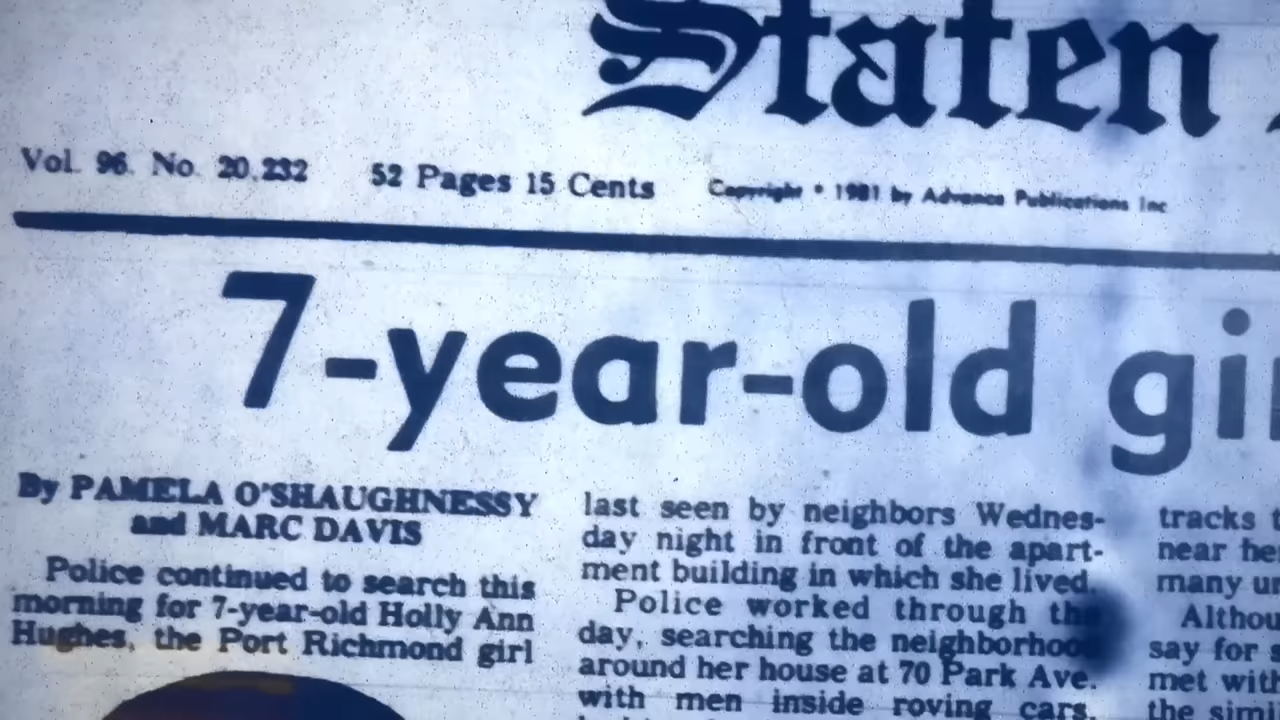 Staten
Vol. 96. No. 20,232 52 Pages 15 Cents Copyright * 1981 by Advance Publications Inc
7-year-old
By PAMELA O'SHAUGHNESSY
and MARC DAVIS
Police continued to search this
morning for 7-year-old Holly Ann
Hughes, the Port Richmond girl
last seen by neighbors Wednes-
day night in front of the apart-
ment building in which she lived.
Police worked through the
day, searching the neighborhood
around her house at 70 Park Ave.
with men inside roving cars,
tracks
near
many
Althou
say for
met with
the simi